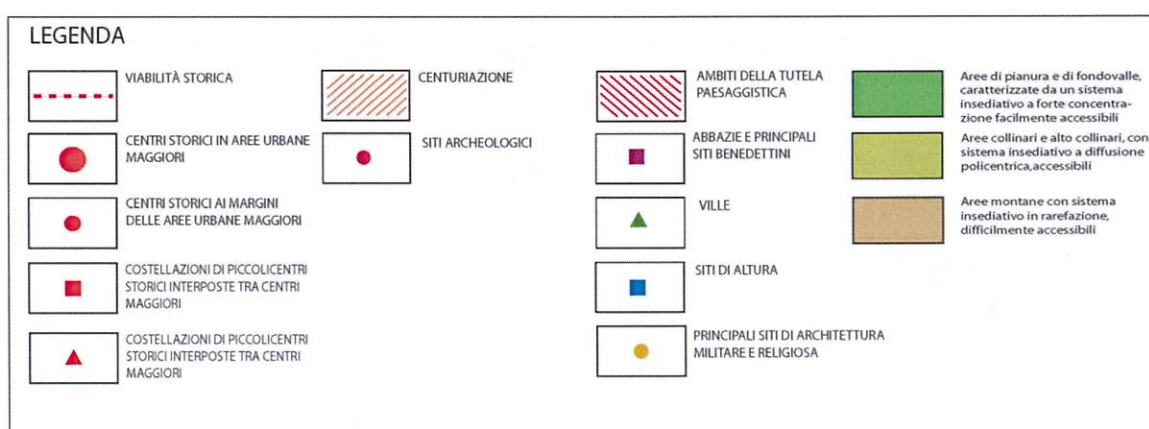 LEGENDA
VIABILITÀ STORICA
CENTRI STORICI IN AREE URBANE
MAGGIORI
CENTRI STORICI AI MARGINI
DELLE AREE URBANE MAGGIORI
COSTELLAZIONI DI PICCOLICENTRI
STORICI INTERPOSTE TRA CENTRI
MAGGIORI
COSTELLAZIONI DI PICCOLICENTRI
STORICI INTERPOSTE TRA CENTRI
MAGGIORI
CENTURIAZIONE
SITI ARCHEOLOGICI
AMBITI DELLA TUTELA
PAESAGGISTICA
ABBAZIE E PRINCIPALI
SITI BENEDETTINI
VILLE
SITI DI ALTURA
PRINCIPALI SITI DI ARCHITETTURA
MILITARE E RELIGIOSA
Aree di pianura e di fondovalle,
caratterizzate da un sistema
insediativo a forte concentra-
zione facilmente accessibili
Aree collinari e alto collinari, con
sistema insediativo a diffusione
policentrica,accessibili
Aree montane con sistema
insediativo in rarefazione,
difficilmente accessibili